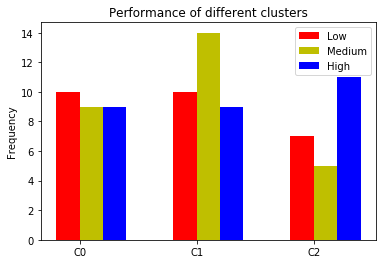 Performance of different clusters
Low
Medium
High
Frequency
14
12
10
8
6
4
2
0
C0
C1
C2